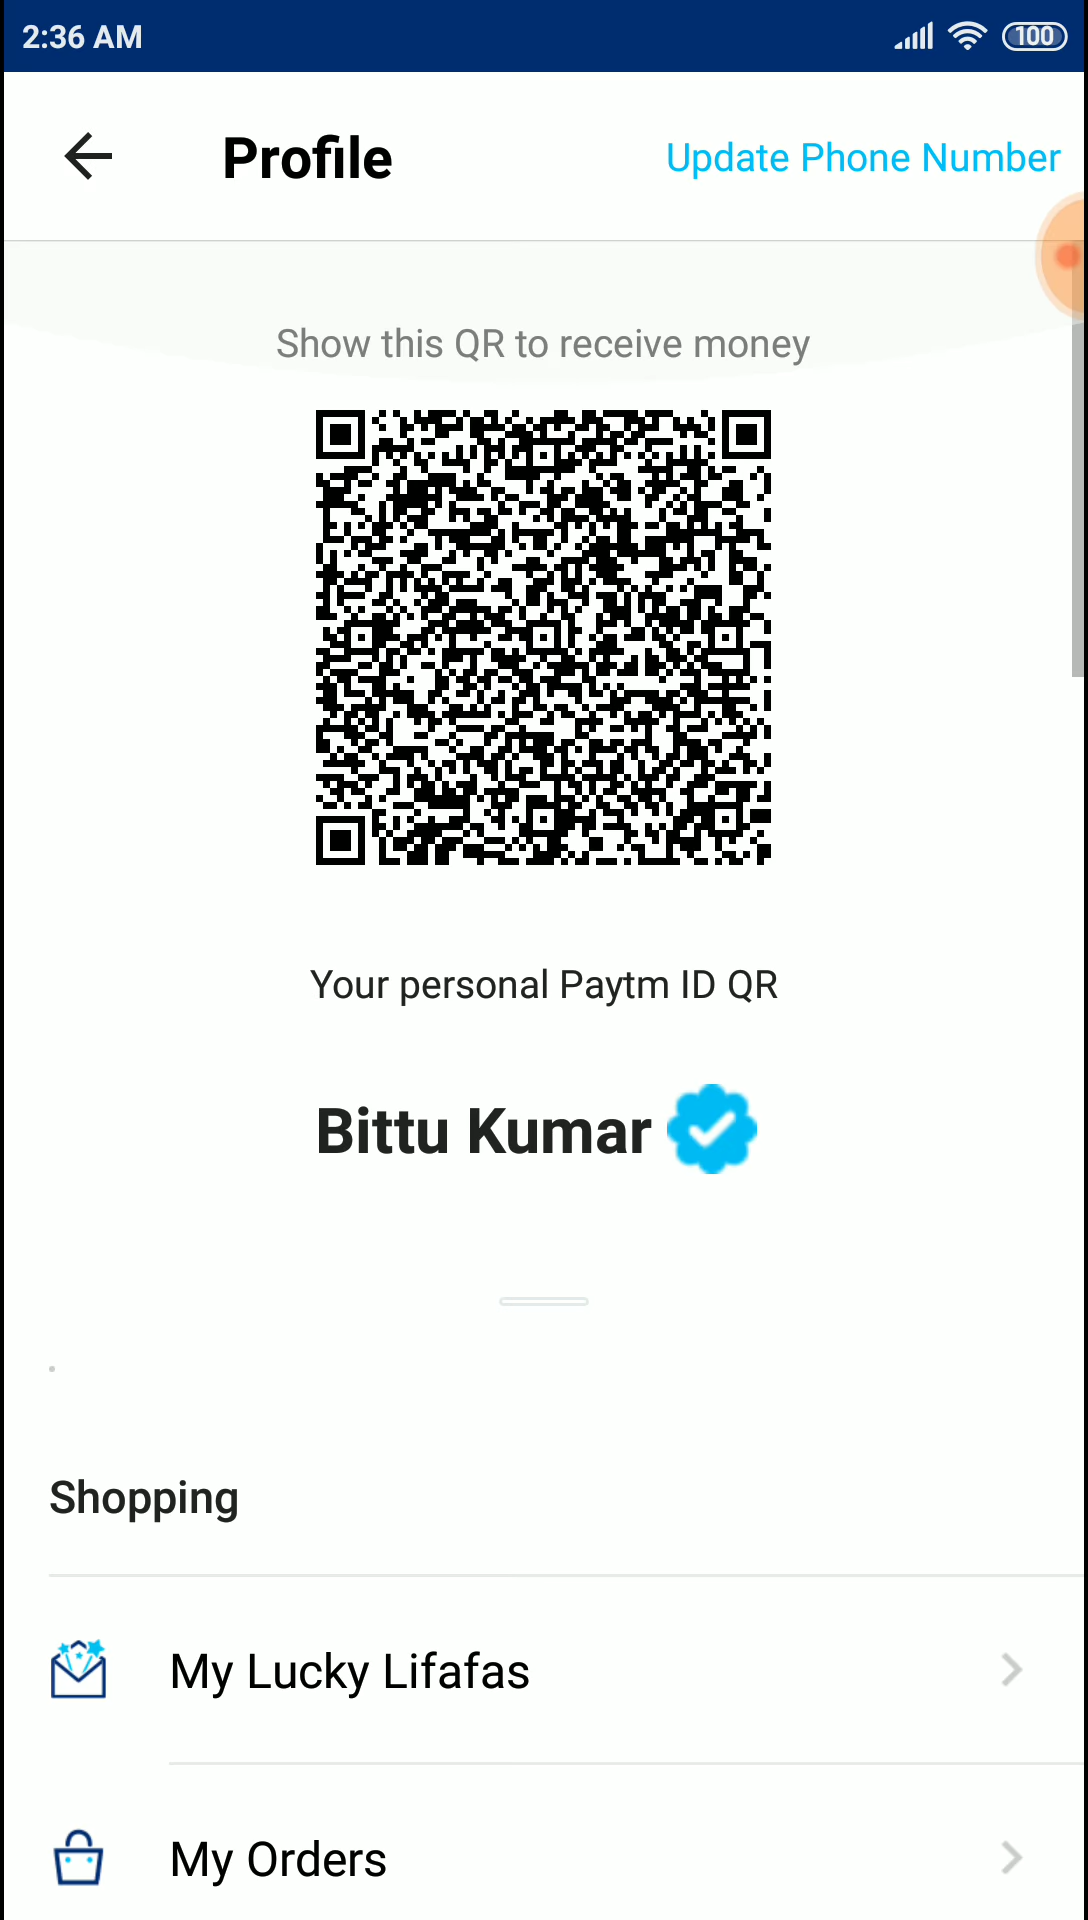 2:36 AM
100
Profile
Update Phone Number
Show this QR to receive money
Your personal Paytm ID QR
Bittu Kumar
Shopping
My Lucky Lifafas
My Orders